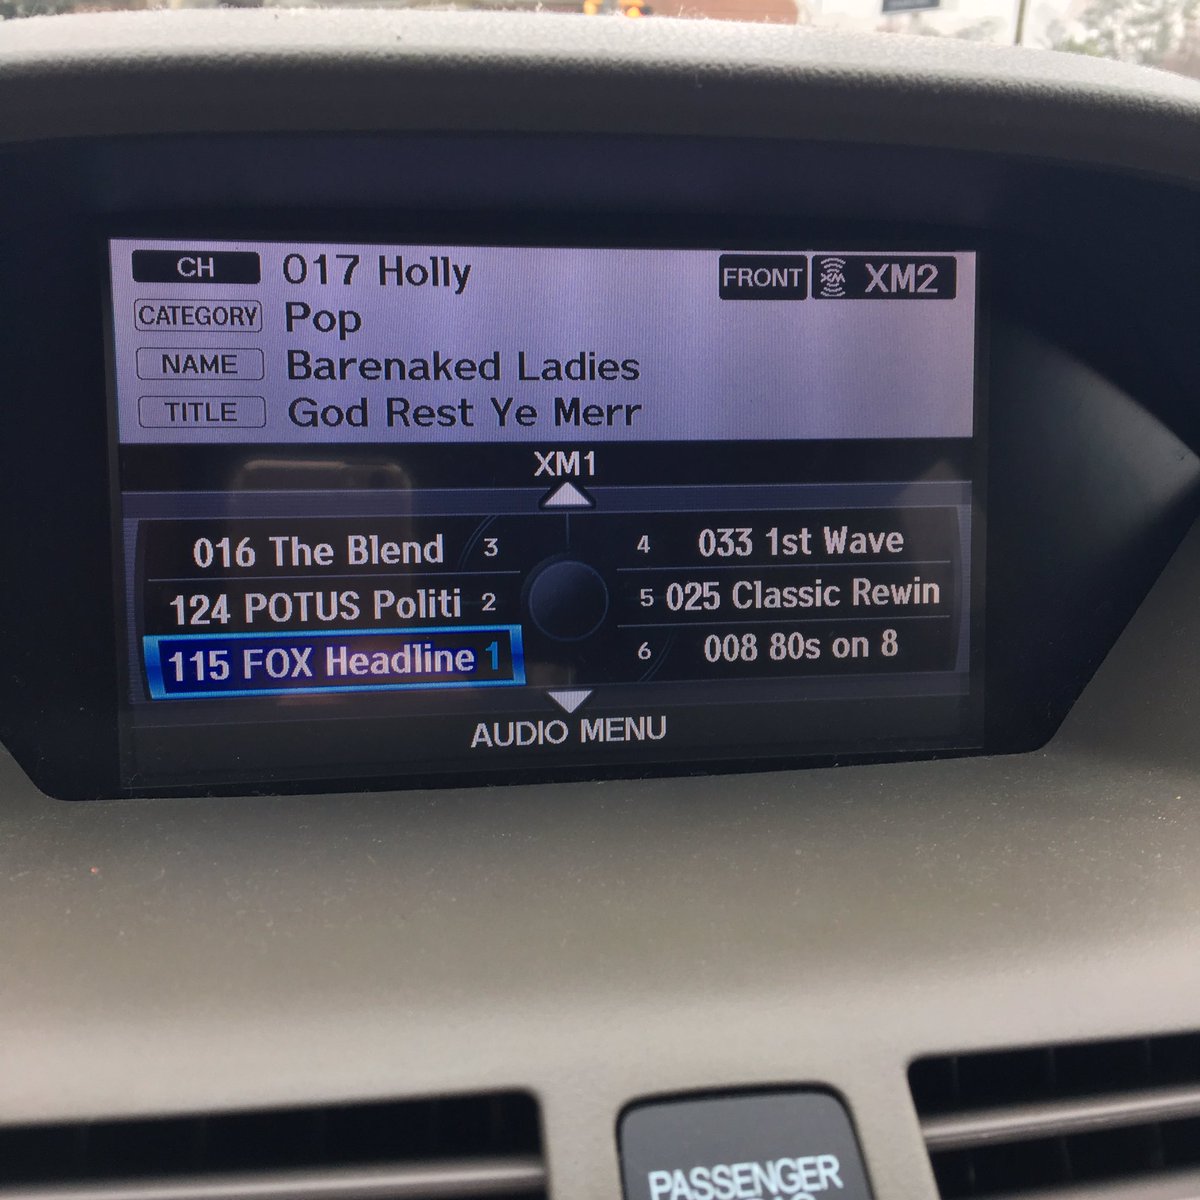 CH 017 Holly FRONT XM XM2
CATEGORY Pop
NAME Barenaked Ladies
TITLE God Rest Ye Merr
XM1
016 The Blend 3
124 POTUS Politi 2
115 FOX Headline 1
4 033 1st Wave
5 025 Classic Rewin
6 008 80s on 8
AUDIO MENU
PASSENGER